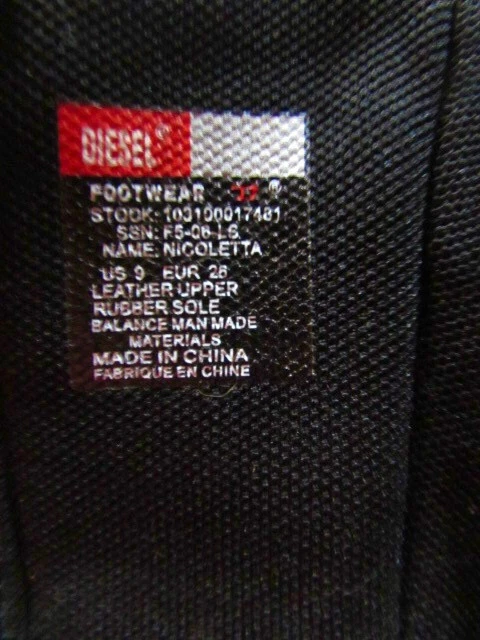 DIESEL®
FOOTWEAR ®
STOCK: 103100017481
SSN: F5-06 LS
NAME: NICOLETTA
US 9 EUR 26
LEATHER UPPER
RUBBER SOLE
BALANCE MAN MADE
MATERIALS
MADE IN CHINA
FABRIQUE EN CHINE